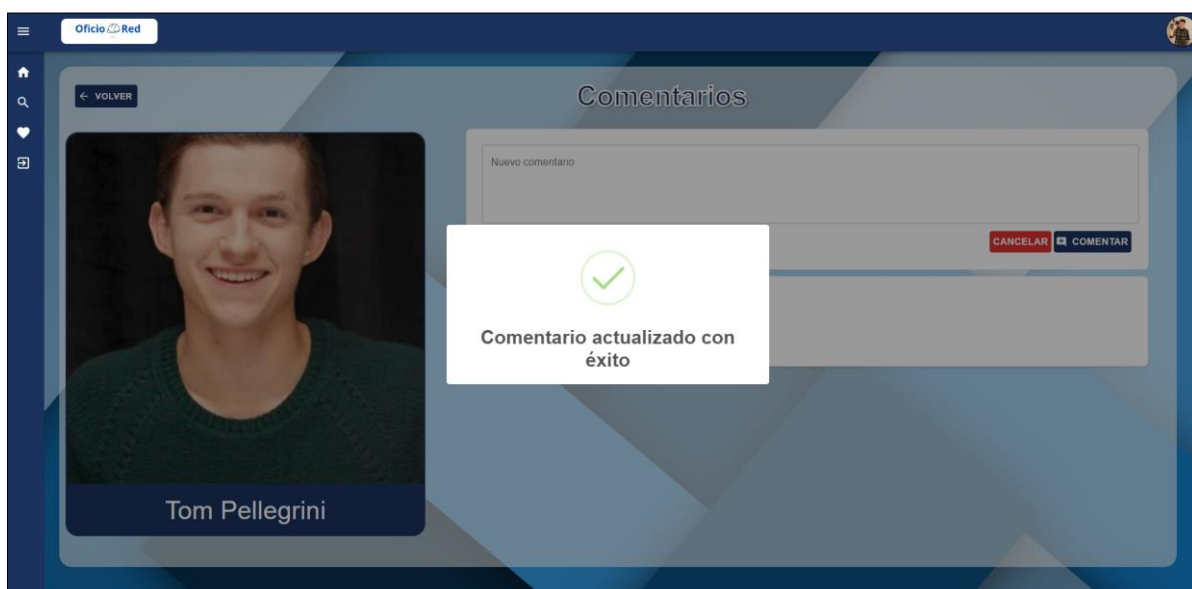 Oficio Red
VOLVER
Comentarios
Nuevo comentario
CANCELAR COMENTAR
Comentario actualizado con
éxito
Tom Pellegrini